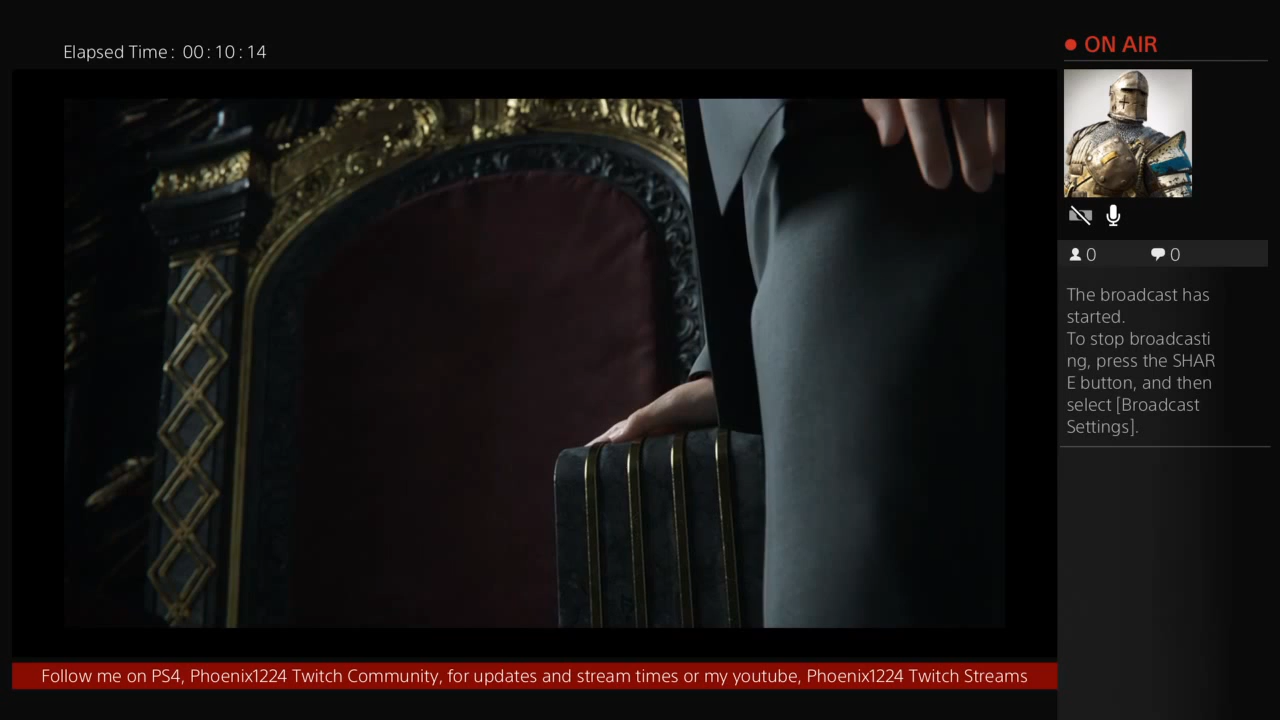 Elapsed Time: 00:10:14
ON AIR
0 0
The broadcast has
started.
To stop broadcasti
ng, press the SHAR
E button, and then
select [Broadcast
Settings].
Follow me on PS4, Phoenix1224 Twitch Community, for updates and stream times or my youtube, Phoenix1224 Twitch Streams